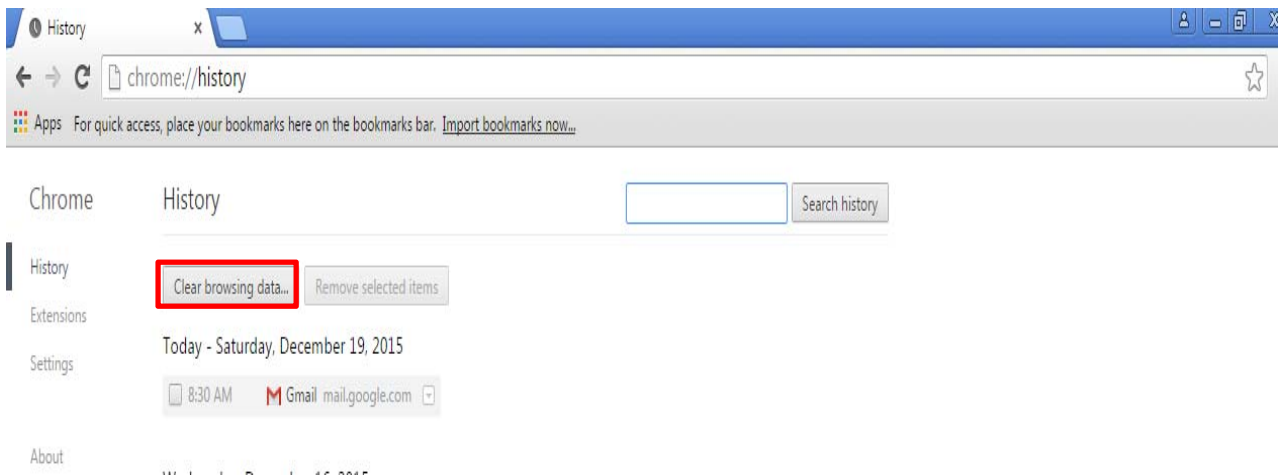 History
chrome://history
Apps For quick access, place your bookmarks here on the bookmarks bar. Import bookmarks now...
Chrome
History
Search history
History
Extensions
Settings
About
Clear browsing data... Remove selected items
Today - Saturday, December 19, 2015
8:30 AM Gmail mail.google.com